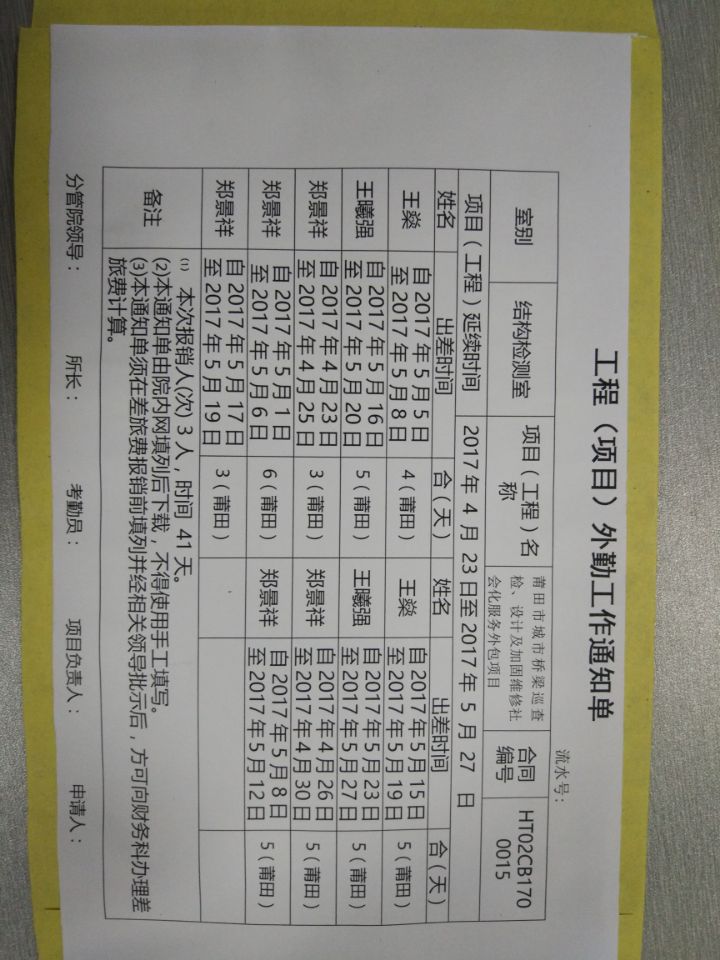 工程（项目）外勤工作通知单
流水号：
室别 结构检测室 项目（工程）名称 莆田市城市桥梁巡查检、设计及加固维修社会化服务外包项目 合同编号 HT02CB1700015
项目（工程）延续时间 2017 年 4 月 23 日至 2017 年 5 月 27 日
姓名 出差时间 合（天） 姓名 出差时间 合（天）
王燊 自 2017 年 5 月 5 日 至 2017 年 5 月 8 日 4（莆田） 王燊 自 2017 年 5 月 15 日 至 2017 年 5 月 19 日 5（莆田）
王曦强 自 2017 年 5 月 16 日 至 2017 年 5 月 20 日 5（莆田） 王曦强 自 2017 年 5 月 23 日 至 2017 年 5 月 27 日 5（莆田）
郑景祥 自 2017 年 4 月 23 日 至 2017 年 4 月 25 日 3（莆田） 郑景祥 自 2017 年 4 月 26 日 至 2017 年 4 月 30 日 5（莆田）
郑景祥 自 2017 年 5 月 1 日 至 2017 年 5 月 6 日 6（莆田） 郑景祥 自 2017 年 5 月 8 日 至 2017 年 5 月 12 日 5（莆田）
郑景祥 自 2017 年 5 月 17 日 至 2017 年 5 月 19 日 3（莆田）
备注
(1) 本次报销人(次) 3 人，时间 41 天。
(2)本通知单由院内网填列后下载，不得使用手工填写。
(3)本通知单须在差旅费报销前填列并经相关领导批示后，方可向财务科办理差
旅费计算。
分管院领导： 所长： 考勤员： 项目负责人： 申请人：